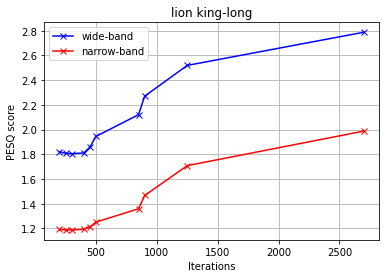 lion king-long
wide-band
narrow-band
PESQ score
2.8
2.6
2.4
2.2
2.0
1.8
1.6
1.4
1.2
500
1000
1500
2000
2500
Iterations